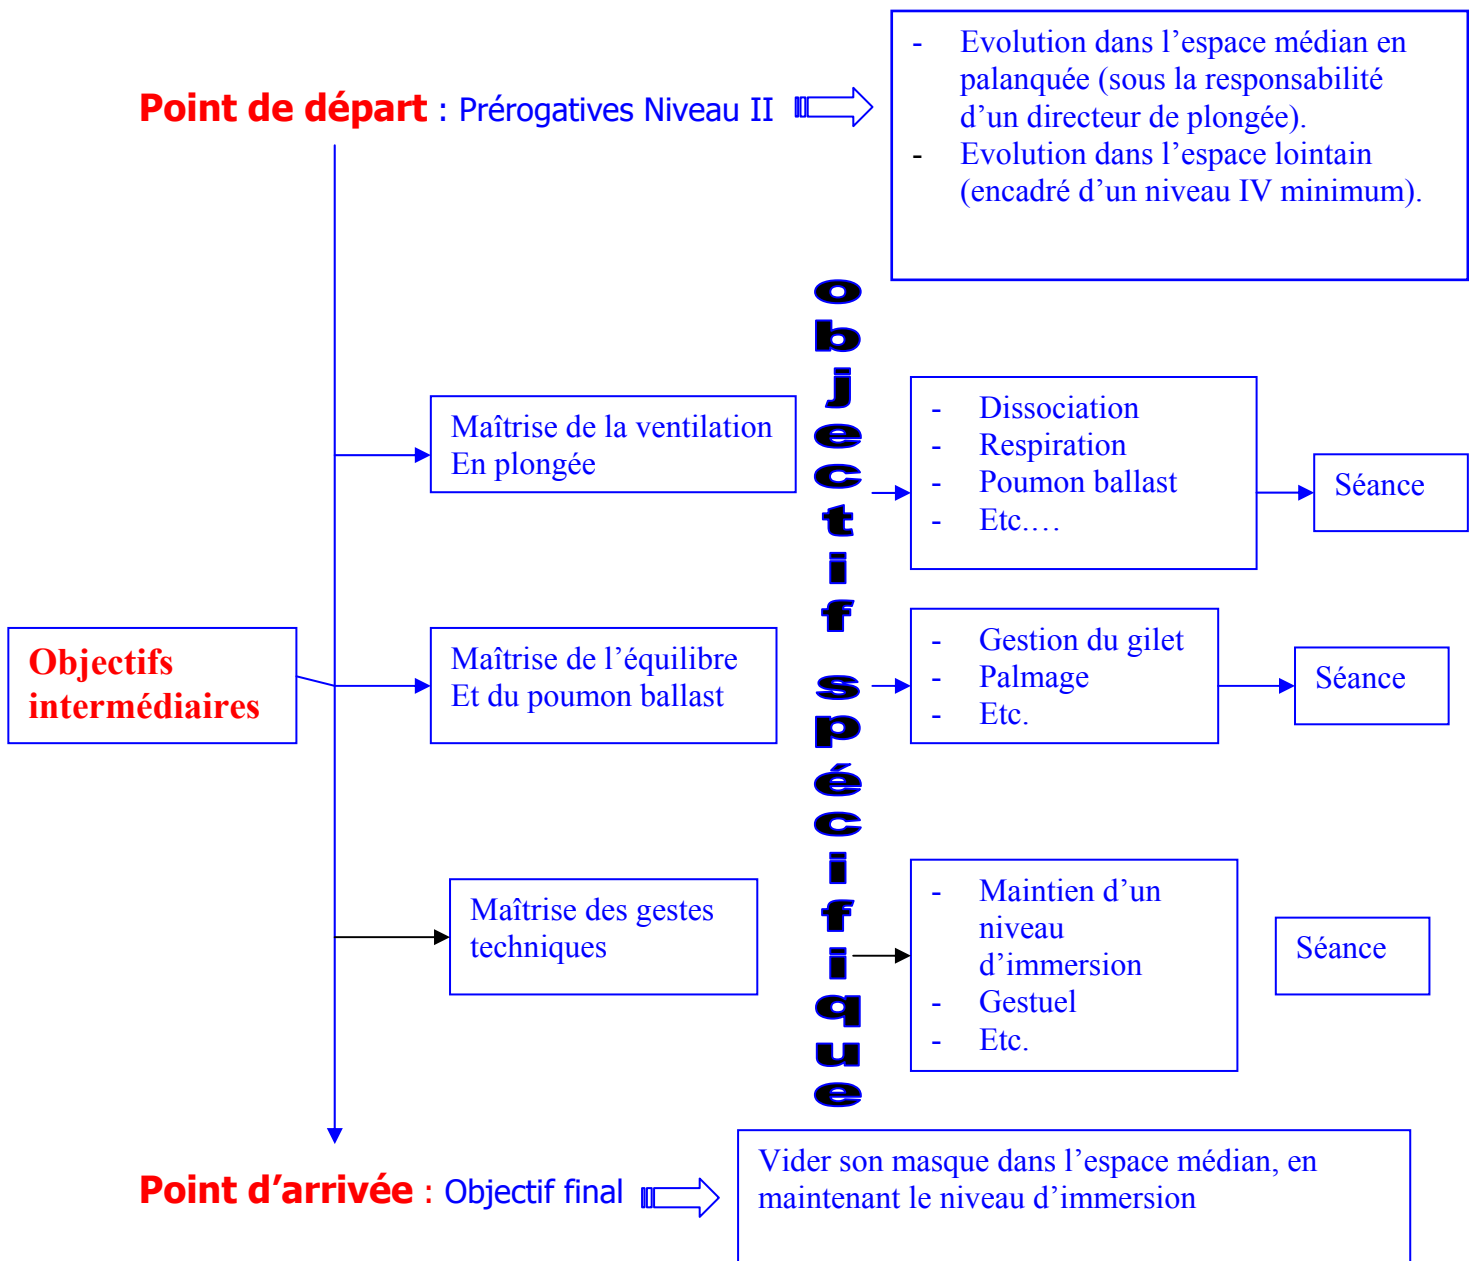 Point de départ : Prérogatives Niveau II
- Evolution dans l’espace médian en
palanquée (sous la responsabilité
d’un directeur de plongée).
- Evolution dans l’espace lointain
(encadré d’un niveau IV minimum).
objectif spécifique
Maîtrise de la ventilation
En plongée
- Dissociation
- Respiration
- Poumon ballast
- Etc.…
Séance
Objectifs
intermédiaires
Maîtrise de l’équilibre
Et du poumon ballast
- Gestion du gilet
- Palmage
- Etc.
Séance
Maîtrise des gestes
techniques
- Maintien d’un
niveau
d’immersion
- Gestuel
- Etc.
Séance
Point d’arrivée : Objectif final
Vider son masque dans l’espace médian, en
maintenant le niveau d’immersion